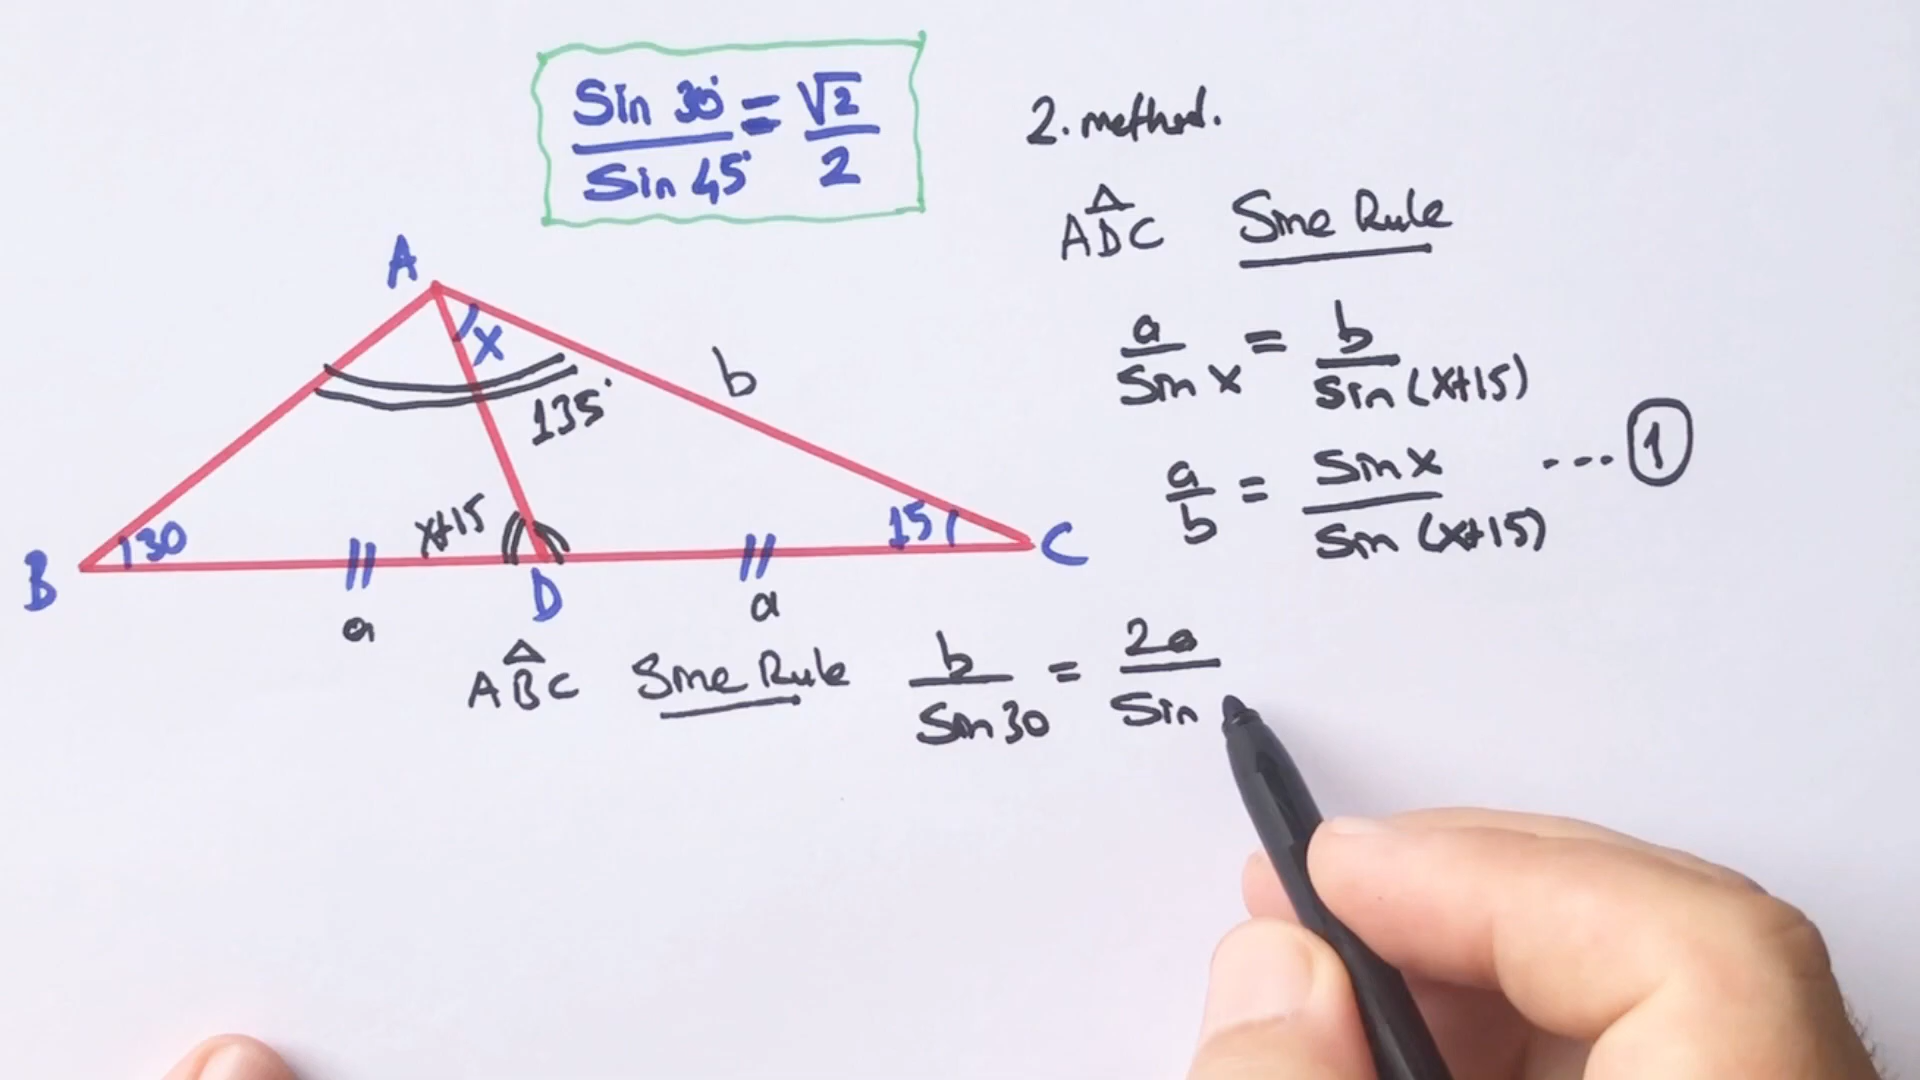 Sin 30° / Sin 45° = √2 / 2
2. method.
ADC Sine Rule
a / Sin x = b / Sin (x+15)
a / b = Sin x / Sin (x+15) ... 1
A
x
b
135°
30
x+15
15
B
D
C
a
a
ABC Sine Rule b / Sin 30 = 2a / Sin